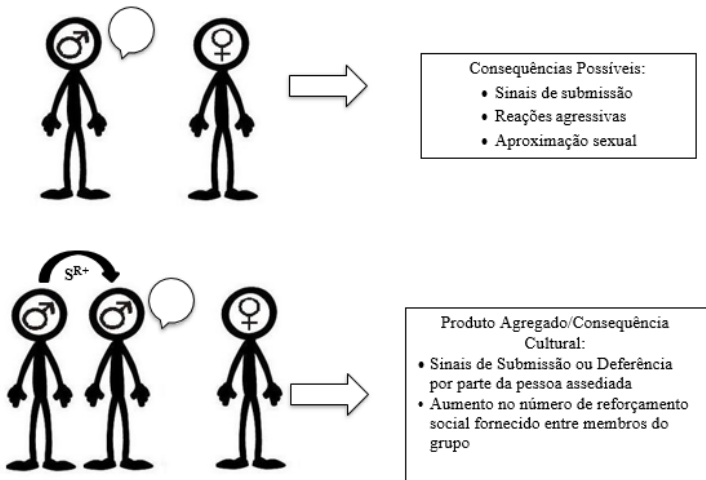 Consequências Possíveis:
• Sinais de submissão
• Reações agressivas
• Aproximação sexual
S^R+
Produto Agregado/Consequência
Cultural:
• Sinais de Submissão ou Deferência
por parte da pessoa assediada
• Aumento no número de reforçamento
social fornecido entre membros do
grupo